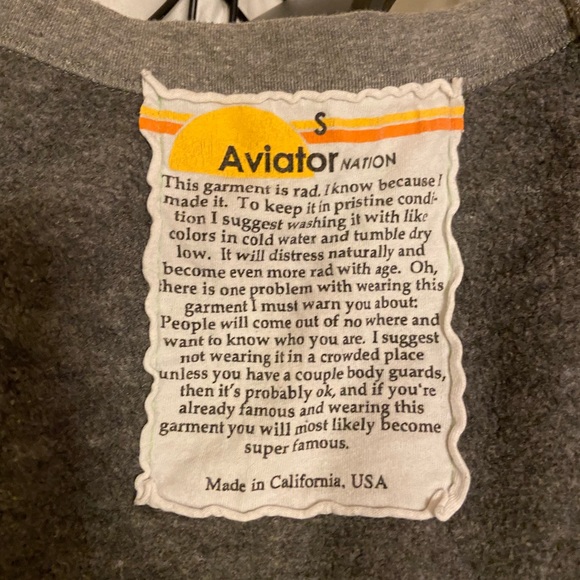 S
Aviator NATION
This garment is rad. I know because I
made it. To keep it in pristine condi-
tion I suggest washing it with like
colors in cold water and tumble dry
low. It will distress naturally and
become even more rad with age. Oh,
there is one problem with wearing this
garment I must warn you about:
People will come out of no where and
want to know who you are. I suggest
not wearing it in a crowded place
unless you have a couple body guards,
then it's probably ok, and if you're
already famous and wearing this
garment you will most likely become
super famous.
Made in California, USA